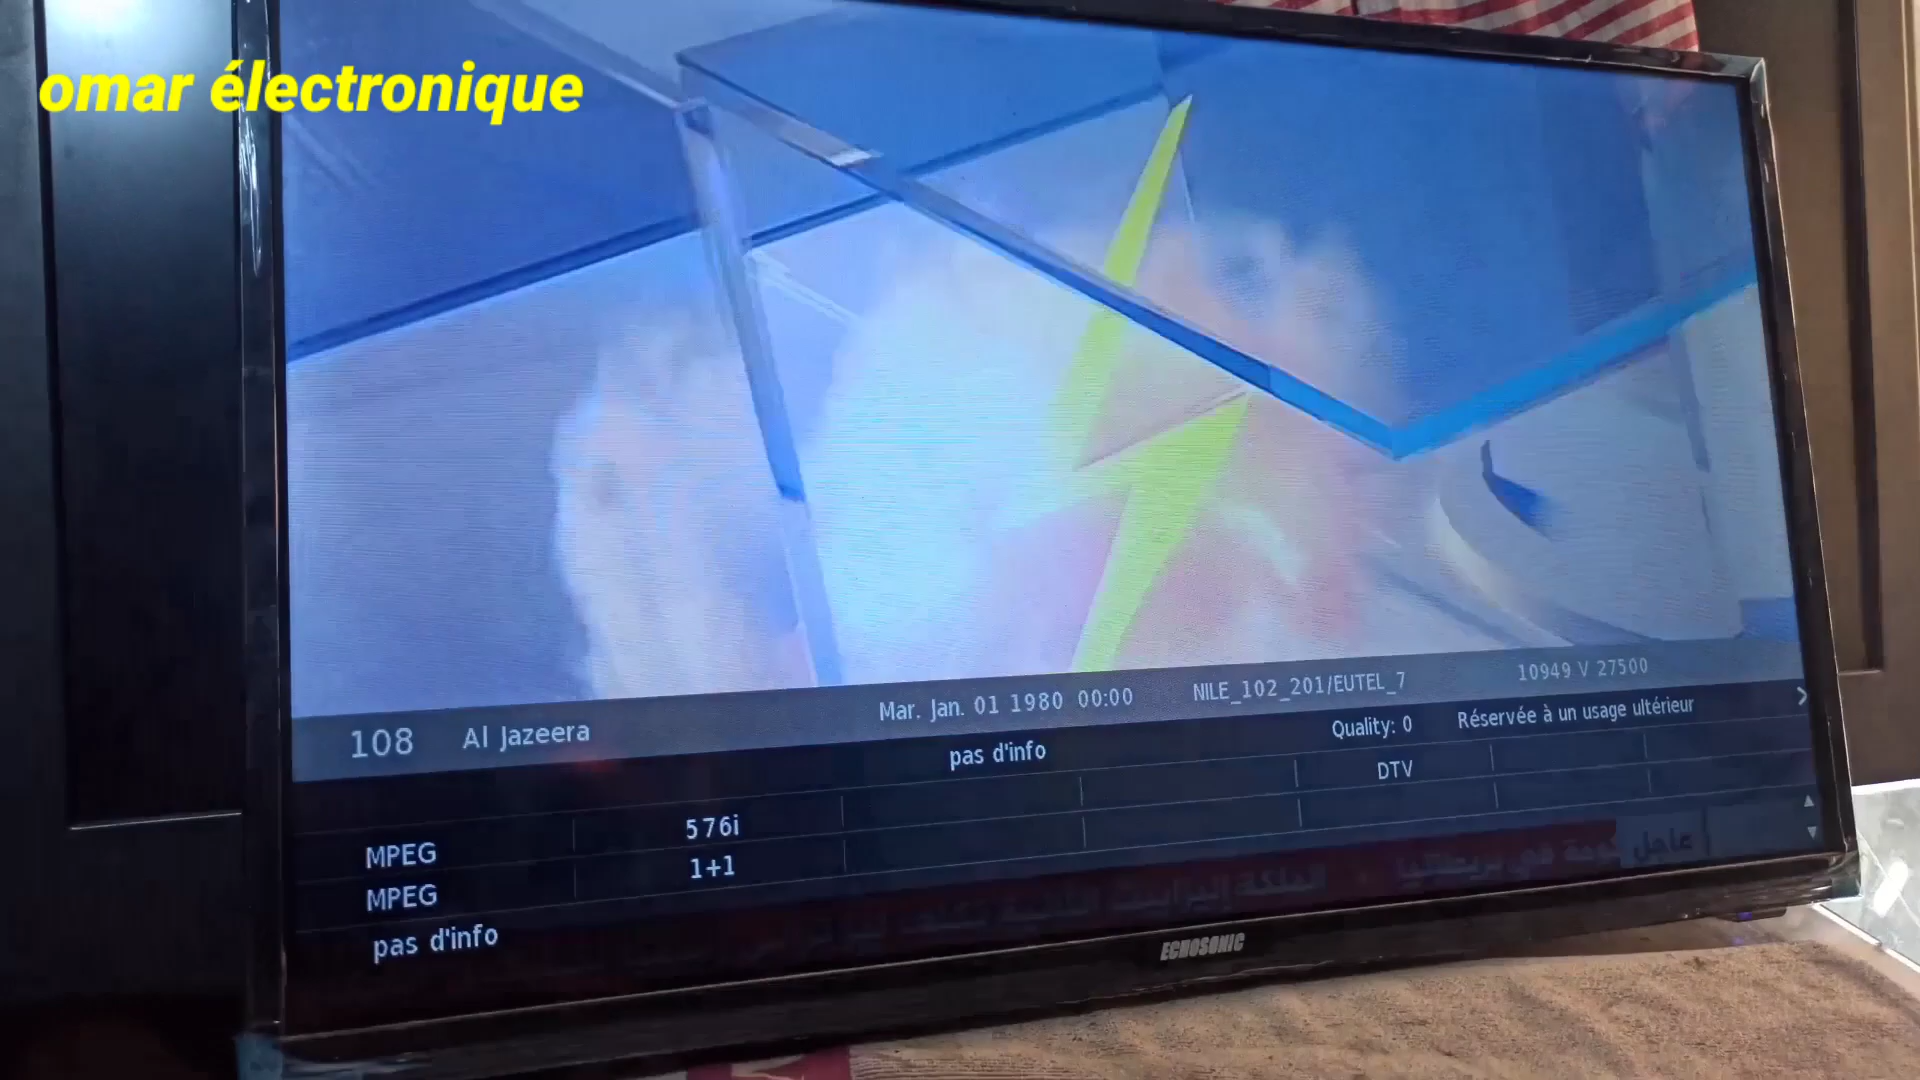 omar électronique
108 Al Jazeera Mar. Jan. 01 1980 00:00 NILE_102_201/EUTEL_7 10949 V 27500
pas d'info Quality: 0 Réservée à un usage ultérieur
MPEG 576i DTV
MPEG 1+1
pas d'info
عاجل
ECHOSONIC